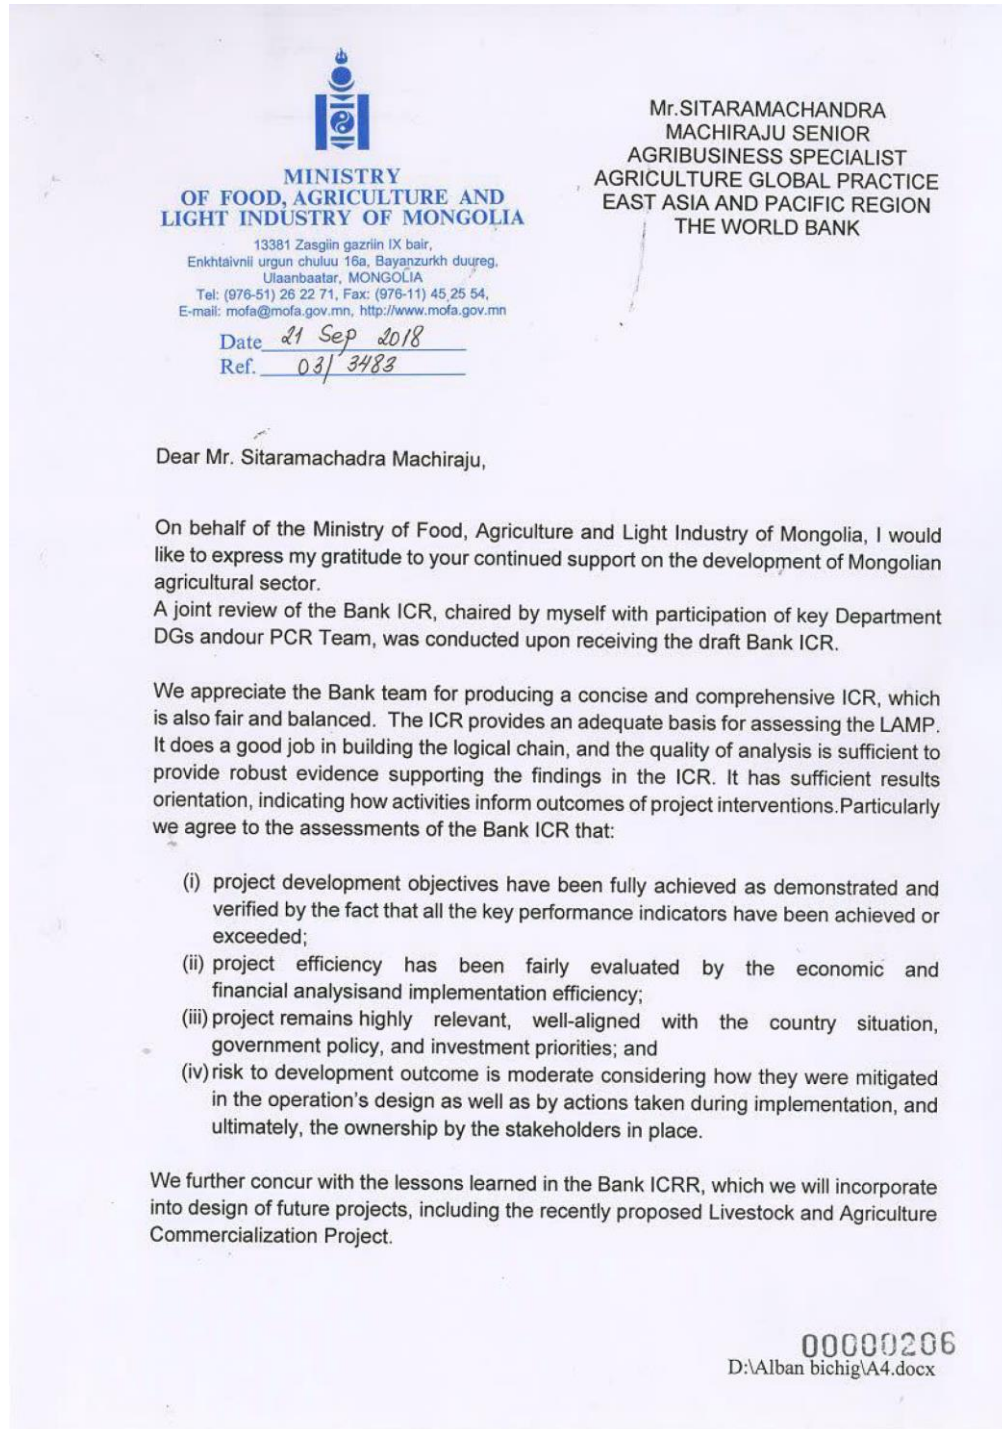 MINISTRY
OF FOOD, AGRICULTURE AND
LIGHT INDUSTRY OF MONGOLIA
13381 Zasgiin gazriin IX bair,
Enkhtaivnii urgun chuluu 16a, Bayanzurkh duureg,
Ulaanbaatar, MONGOLIA
Tel: (976-51) 26 22 71, Fax: (976-11) 45 25 54,
E-mail: mofa@mofa.gov.mn, http://www.mofa.gov.mn
Date 21 Sep 2018
Ref. 03/ 3483
Mr.SITARAMACHANDRA
MACHIRAJU SENIOR
AGRIBUSINESS SPECIALIST
AGRICULTURE GLOBAL PRACTICE
EAST ASIA AND PACIFIC REGION
THE WORLD BANK
Dear Mr. Sitaramachadra Machiraju,
On behalf of the Ministry of Food, Agriculture and Light Industry of Mongolia, I would
like to express my gratitude to your continued support on the development of Mongolian
agricultural sector.
A joint review of the Bank ICR, chaired by myself with participation of key Department
DGs andour PCR Team, was conducted upon receiving the draft Bank ICR.
We appreciate the Bank team for producing a concise and comprehensive ICR, which
is also fair and balanced. The ICR provides an adequate basis for assessing the LAMP.
It does a good job in building the logical chain, and the quality of analysis is sufficient to
provide robust evidence supporting the findings in the ICR. It has sufficient results
orientation, indicating how activities inform outcomes of project interventions.Particularly
we agree to the assessments of the Bank ICR that:
(i) project development objectives have been fully achieved as demonstrated and
verified by the fact that all the key performance indicators have been achieved or
exceeded;
(ii) project efficiency has been fairly evaluated by the economic and
financial analysisand implementation efficiency;
(iii) project remains highly relevant, well-aligned with the country situation,
government policy, and investment priorities; and
(iv) risk to development outcome is moderate considering how they were mitigated
in the operation's design as well as by actions taken during implementation, and
ultimately, the ownership by the stakeholders in place.
We further concur with the lessons learned in the Bank ICRR, which we will incorporate
into design of future projects, including the recently proposed Livestock and Agriculture
Commercialization Project.
00000206
D:\Alban bichig\A4.docx